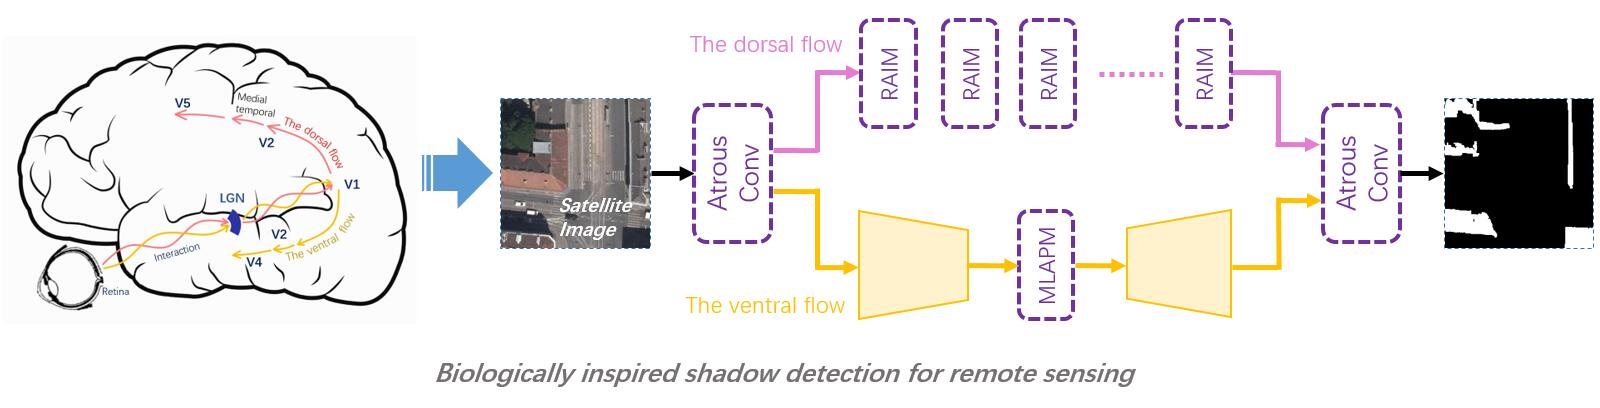 V5
Medial
temporal
The dorsal flow
V2
V1
LGN
The ventral flow
V2
V4
Interaction
Retina
Satellite
Image
Atrous
Conv
The dorsal flow
RAIM
RAIM
RAIM
RAIM
The ventral flow
MLAPM
Atrous
Conv
Biologically inspired shadow detection for remote sensing